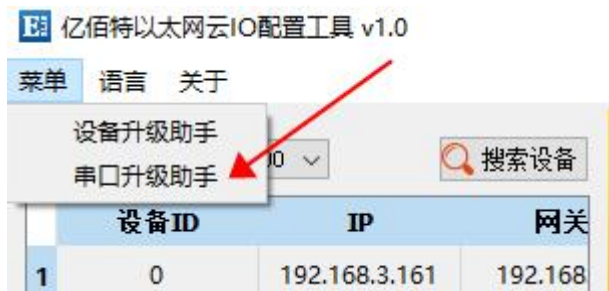 亿佰特以太网云IO配置工具 v1.0
菜单 语言 关于
设备升级助手
搜索设备
串口升级助手
设备ID IP 网关
1 0 192.168.3.161 192.168